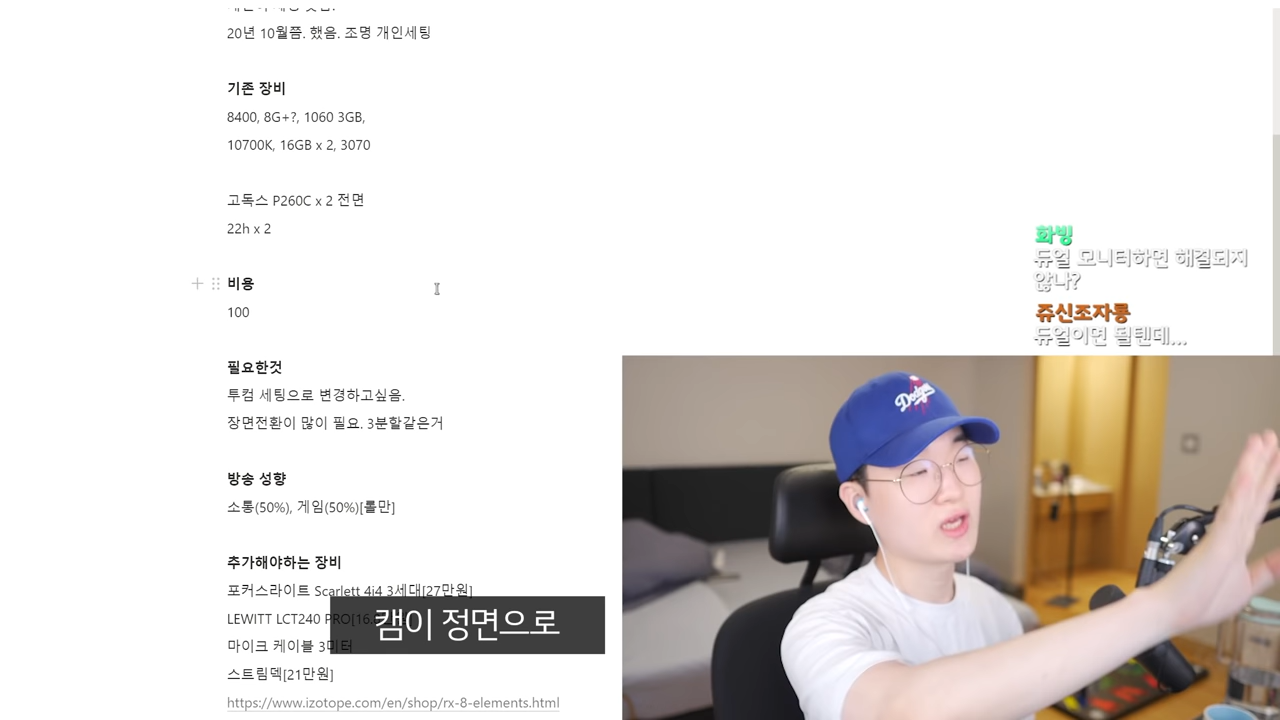 20년 10월쯤. 했음. 조명 개인세팅
기존 장비
8400, 8G+?, 1060 3GB,
10700K, 16GB x 2, 3070
고독스 P260C x 2 전면
22h x 2
비용
100
필요한것
투컴 세팅으로 변경하고싶음.
장면전환이 많이 필요. 3분할같은거
방송 성향
소통(50%), 게임(50%)[롤만]
추가해야하는 장비
포커스라이트 Scarlett 4i4 3세대[27만원]
LEWITT LCT240 PRO[16.
마이크 케이블 3미터
스트림덱[21만원]
https://www.izotope.com/en/shop/rx-8-elements.html
캠이 정면으로
화빙
듀얼 모니터하면 해결되지
않나?
쥬신조자룡
듀얼이면 될텐데...
Dodgers